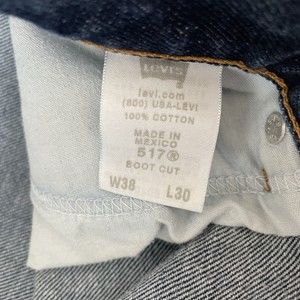 LEVI'S
levi.com
(800) USA-LEVI
100% COTTON
MADE IN
MEXICO
517®
BOOT CUT
W38 L30